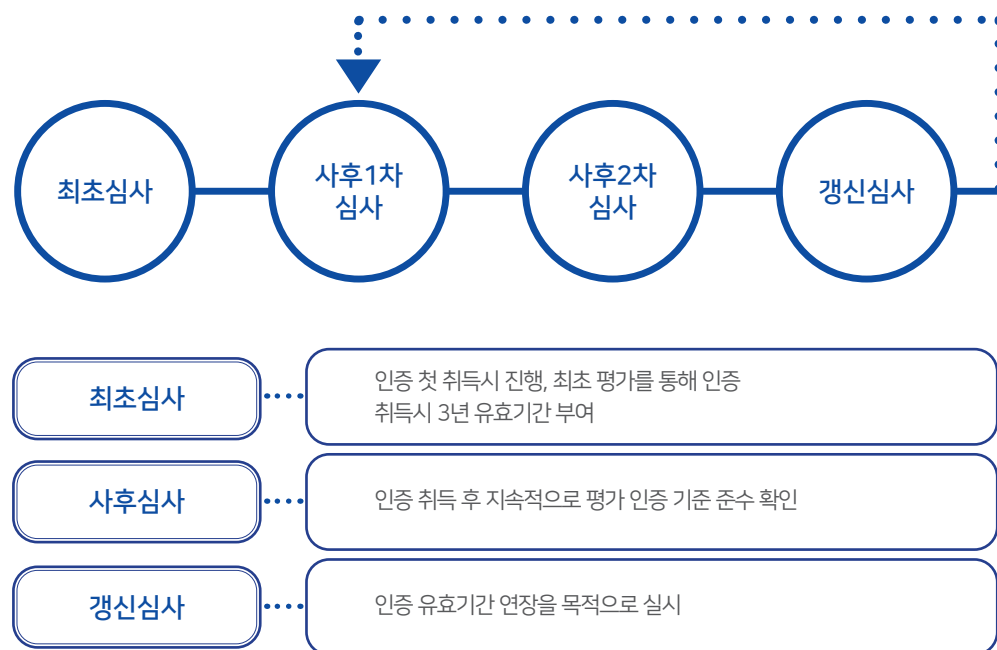 최초심사
사후1차
심사
사후2차
심사
갱신심사
최초심사
인증 첫 취득시 진행, 최초 평가를 통해 인증
취득시 3년 유효기간 부여
사후심사
인증 취득 후 지속적으로 평가 인증 기준 준수 확인
갱신심사
인증 유효기간 연장을 목적으로 실시